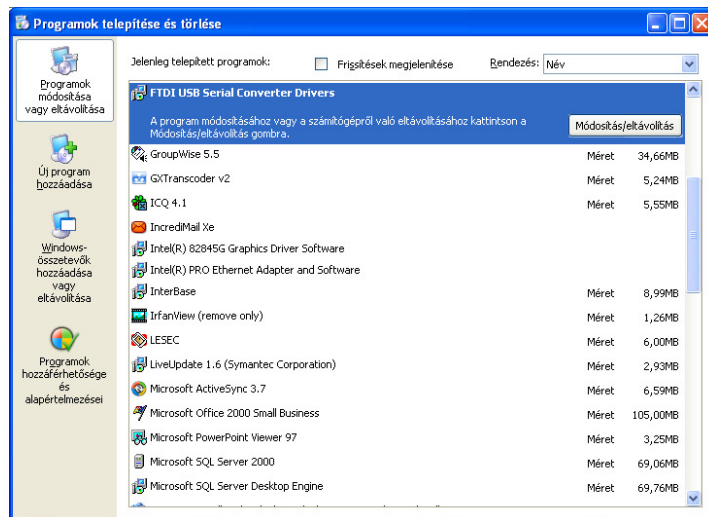 Programok telepítése és törlése
Programok
módosítása
vagy eltávolítása
Új program
hozzáadása
Windows-
összetevők
hozzáadása
vagy
eltávolítása
Programok
hozzáférhetősége
és
alapértelmezései
Jelenleg telepített programok: Frissítések megjelenítése Rendezés: Név
FTDI USB Serial Converter Drivers
A program módosításához vagy a számítógépről való eltávolításához kattintson a
Módosítás/eltávolítás gombra.
Módosítás/eltávolítás
GroupWise 5.5 Méret 34,66MB
GXTranscoder v2 Méret 5,24MB
ICQ 4.1 Méret 5,55MB
IncrediMail Xe
Intel(R) 82845G Graphics Driver Software
Intel(R) PRO Ethernet Adapter and Software
InterBase Méret 8,99MB
IrfanView (remove only) Méret 1,26MB
LESEC Méret 6,00MB
LiveUpdate 1.6 (Symantec Corporation) Méret 2,93MB
Microsoft ActiveSync 3.7 Méret 6,59MB
Microsoft Office 2000 Small Business Méret 105,00MB
Microsoft PowerPoint Viewer 97 Méret 3,25MB
Microsoft SQL Server 2000 Méret 69,06MB
Microsoft SQL Server Desktop Engine Méret 69,76MB